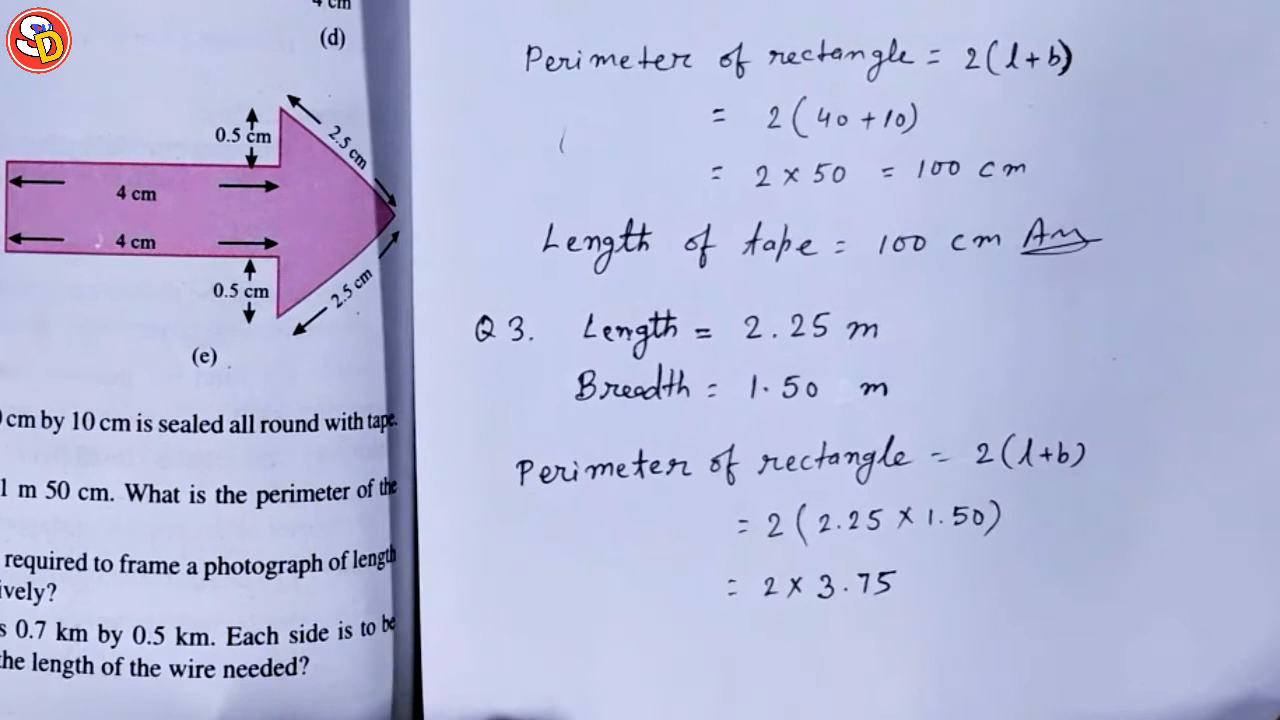 SD
4 cm
(d)
0.5 cm
2.5 cm
4 cm
4 cm
0.5 cm
2.5 cm
(e)
cm by 10 cm is sealed all round with tape.
1 m 50 cm. What is the perimeter of the
required to frame a photograph of length
ively?
s 0.7 km by 0.5 km. Each side is to be
the length of the wire needed?
Perimeter of rectangle = 2(l+b)
= 2(40+10)
= 2 × 50 = 100 cm
Length of tape = 100 cm Ans
Q 3. Length = 2.25 m
Breadth = 1.50 m
Perimeter of rectangle = 2(l+b)
= 2(2.25 × 1.50)
= 2 × 3.75